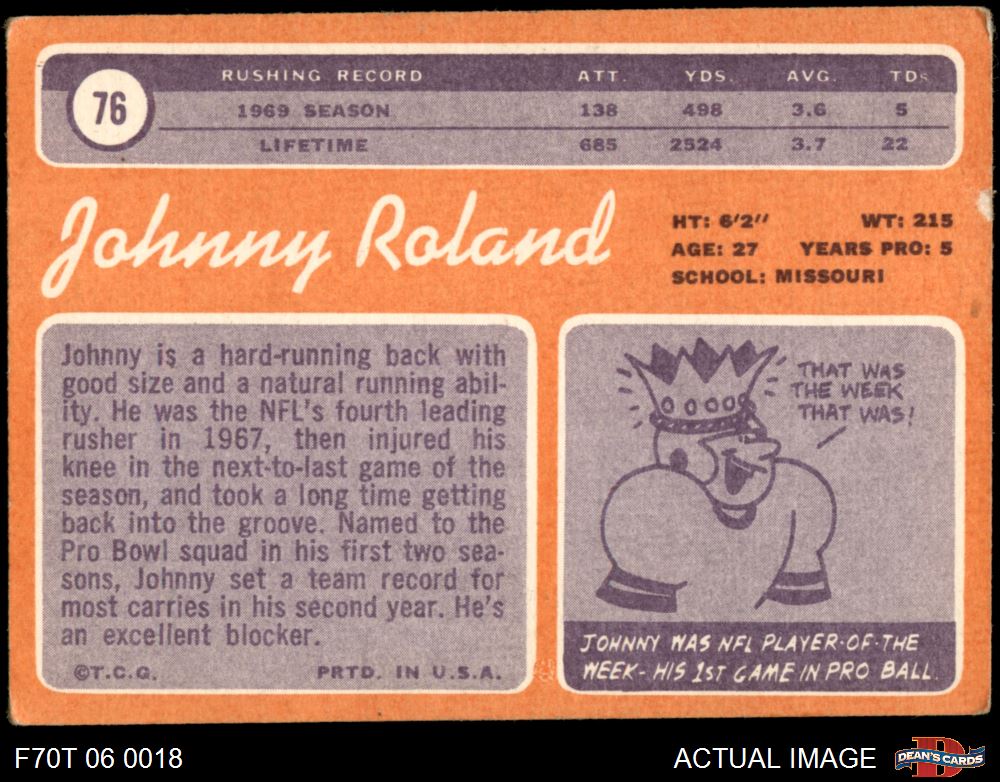 76
RUSHING RECORD ATT. YDS. AVG. TDs
1969 SEASON 138 498 3.6 5
LIFETIME 685 2524 3.7 22
Johnny Roland
HT: 6'2" WT: 215
AGE: 27 YEARS PRO: 5
SCHOOL: MISSOURI
Johnny is a hard-running back with
good size and a natural running abil-
ity. He was the NFL's fourth leading
rusher in 1967, then injured his
knee in the next-to-last game of the
season, and took a long time getting
back into the groove. Named to the
Pro Bowl squad in his first two sea-
sons, Johnny set a team record for
most carries in his second year. He's
an excellent blocker.
©T.C.G. PRTD. IN U.S.A.
THAT WAS
THE WEEK
THAT WAS!
JOHNNY WAS NFL PLAYER-OF-THE
WEEK- HIS 1ST GAME IN PRO BALL.
F70T 06 0018
ACTUAL IMAGE
D
DEAN'S CARDS